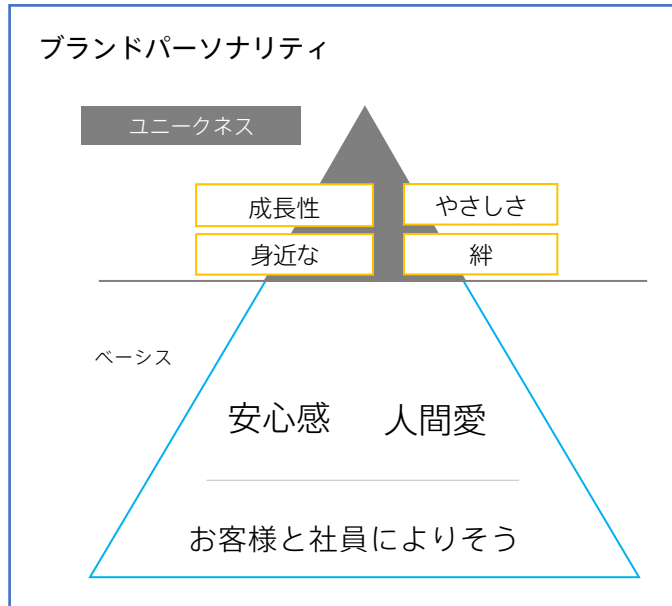 ブランドパーソナリティ
ユニークネス
成長性 やさしさ
身近な 絆
ベーシス
安心感 人間愛
お客様と社員によりそう